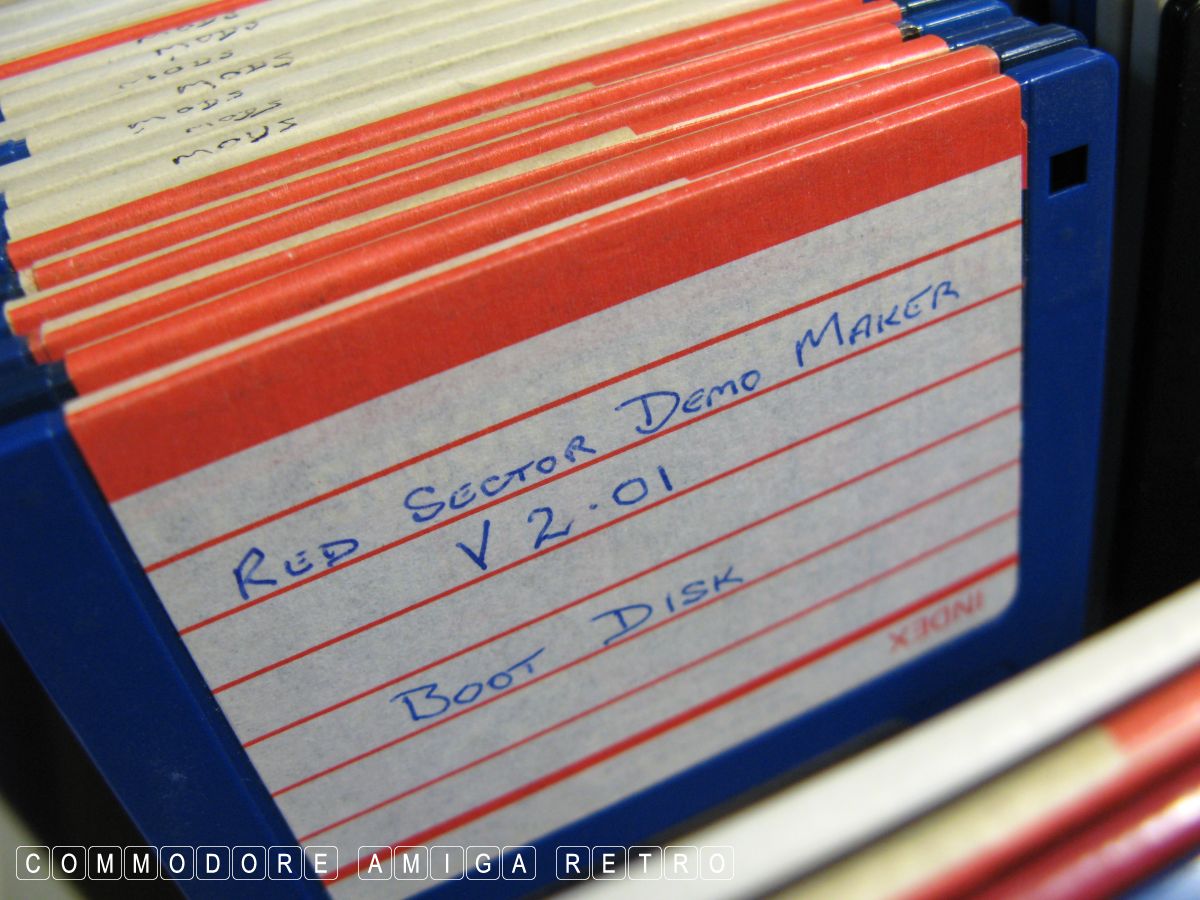 RED SECTOR DEMO MAKER
V 2.01
BOOT DISK
INDEX
COMMODORE AMIGA RETRO